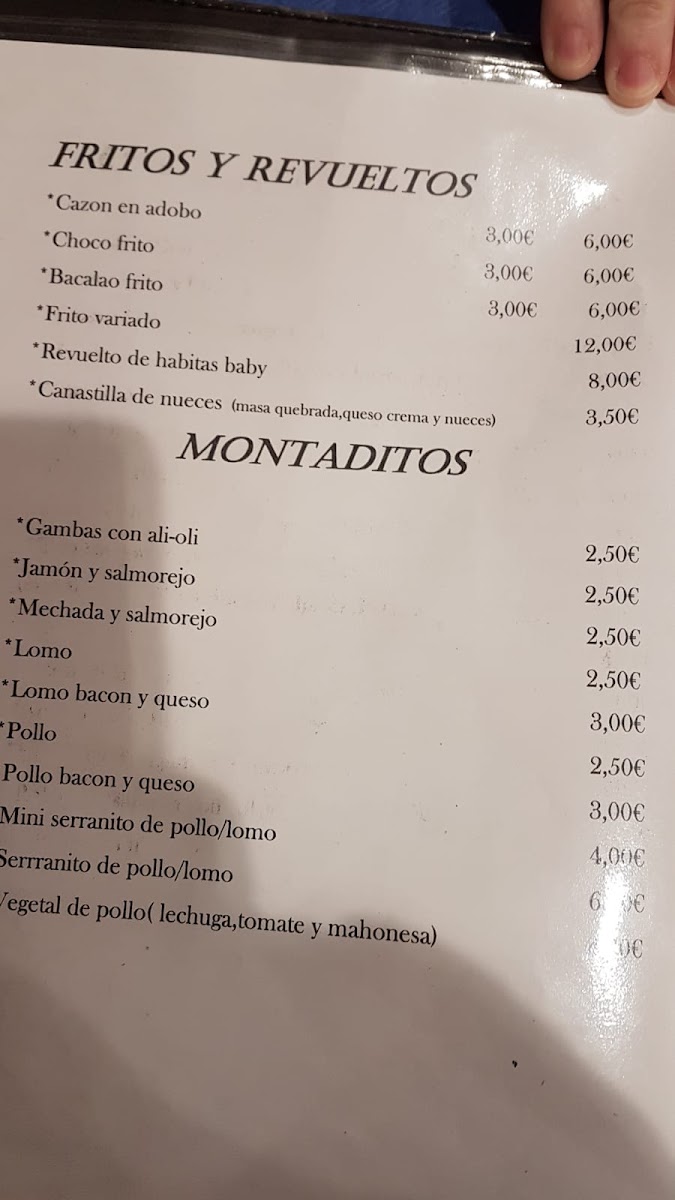 FRITOS Y REVUELTOS
*Cazon en adobo 3,00€ 6,00€
*Choco frito 3,00€ 6,00€
*Bacalao frito 3,00€ 6,00€
*Frito variado 12,00€
*Revuelto de habitas baby 8,00€
*Canastilla de nueces (masa quebrada,queso crema y nueces) 3,50€
MONTADITOS
*Gambas con ali-oli 2,50€
*Jamón y salmorejo 2,50€
*Mechada y salmorejo 2,50€
*Lomo 2,50€
*Lomo bacon y queso 3,00€
*Pollo 2,50€
Pollo bacon y queso 3,00€
Mini serranito de pollo/lomo 4,00€
Serrranito de pollo/lomo
Vegetal de pollo( lechuga,tomate y mahonesa)